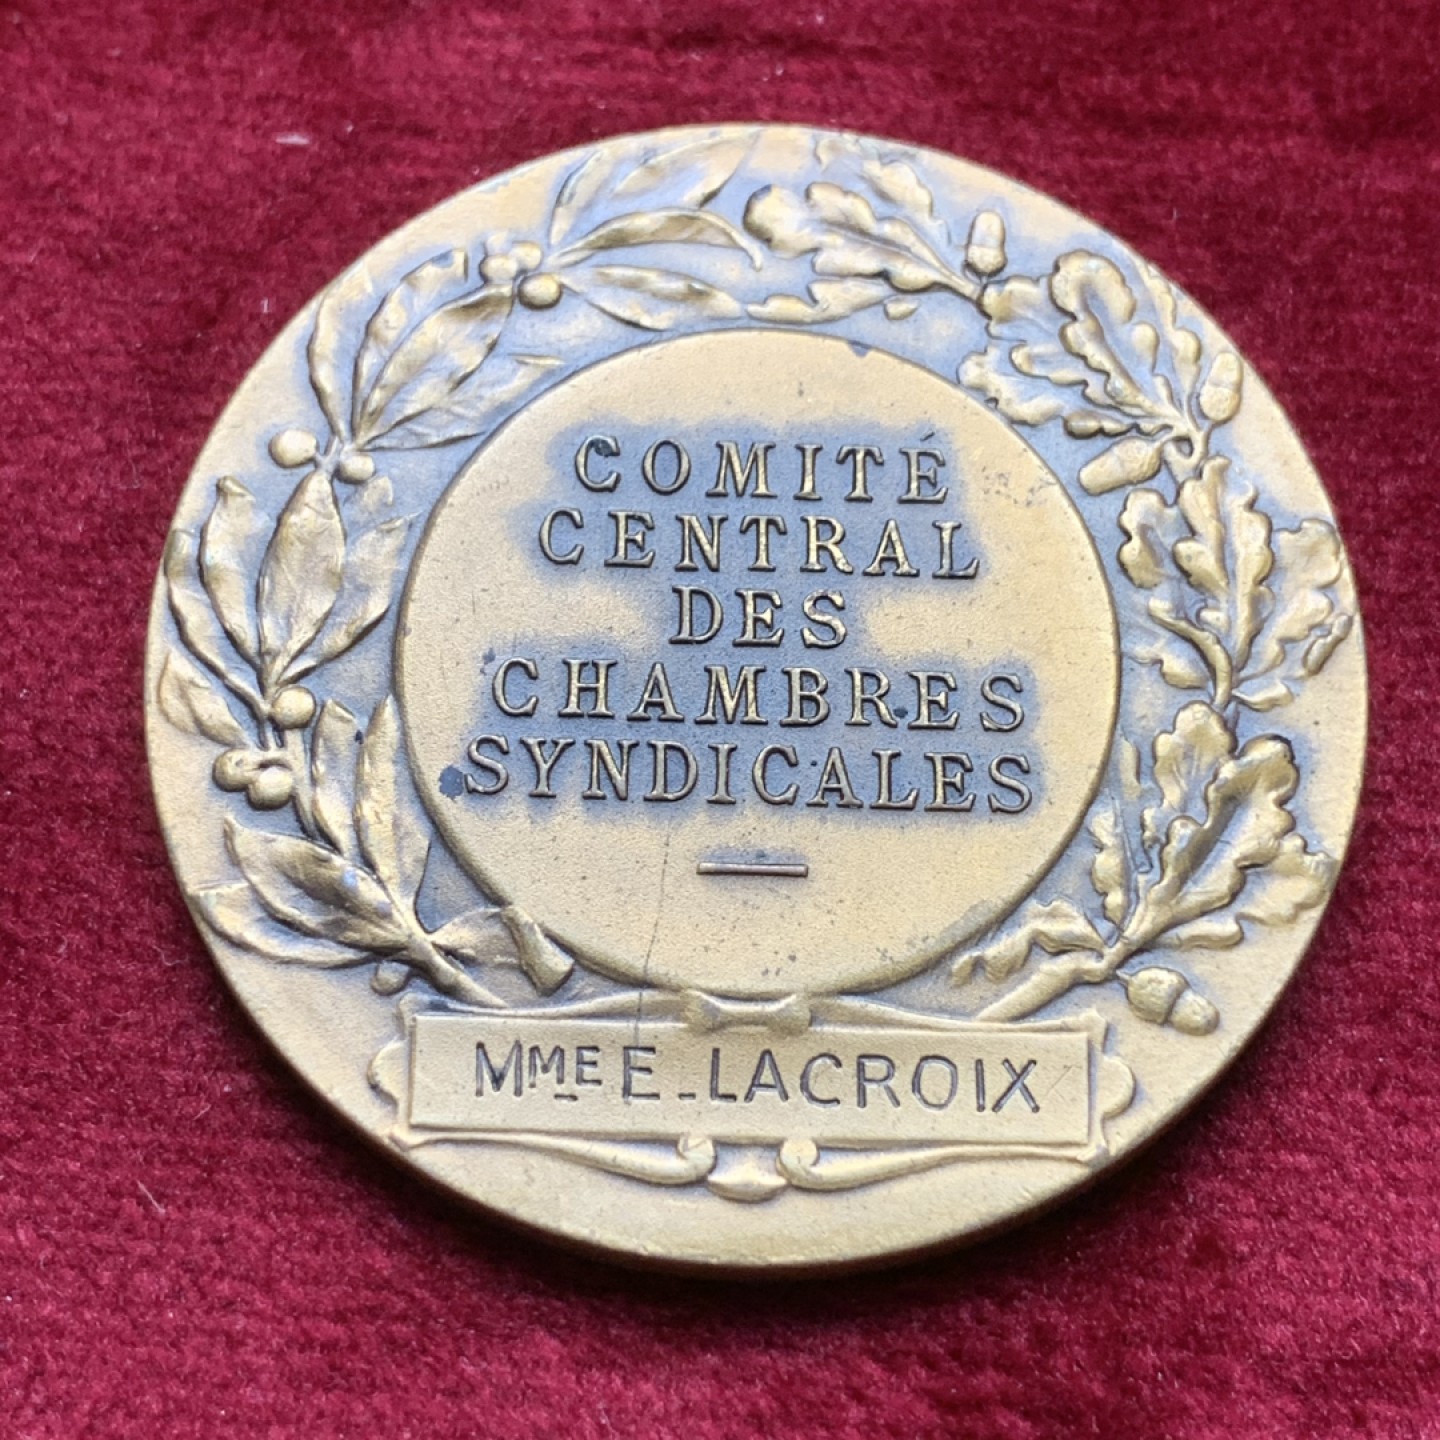 COMITÉ
CENTRAL
DES
CHAMBRES
SYNDICALES
MME E. LACROIX